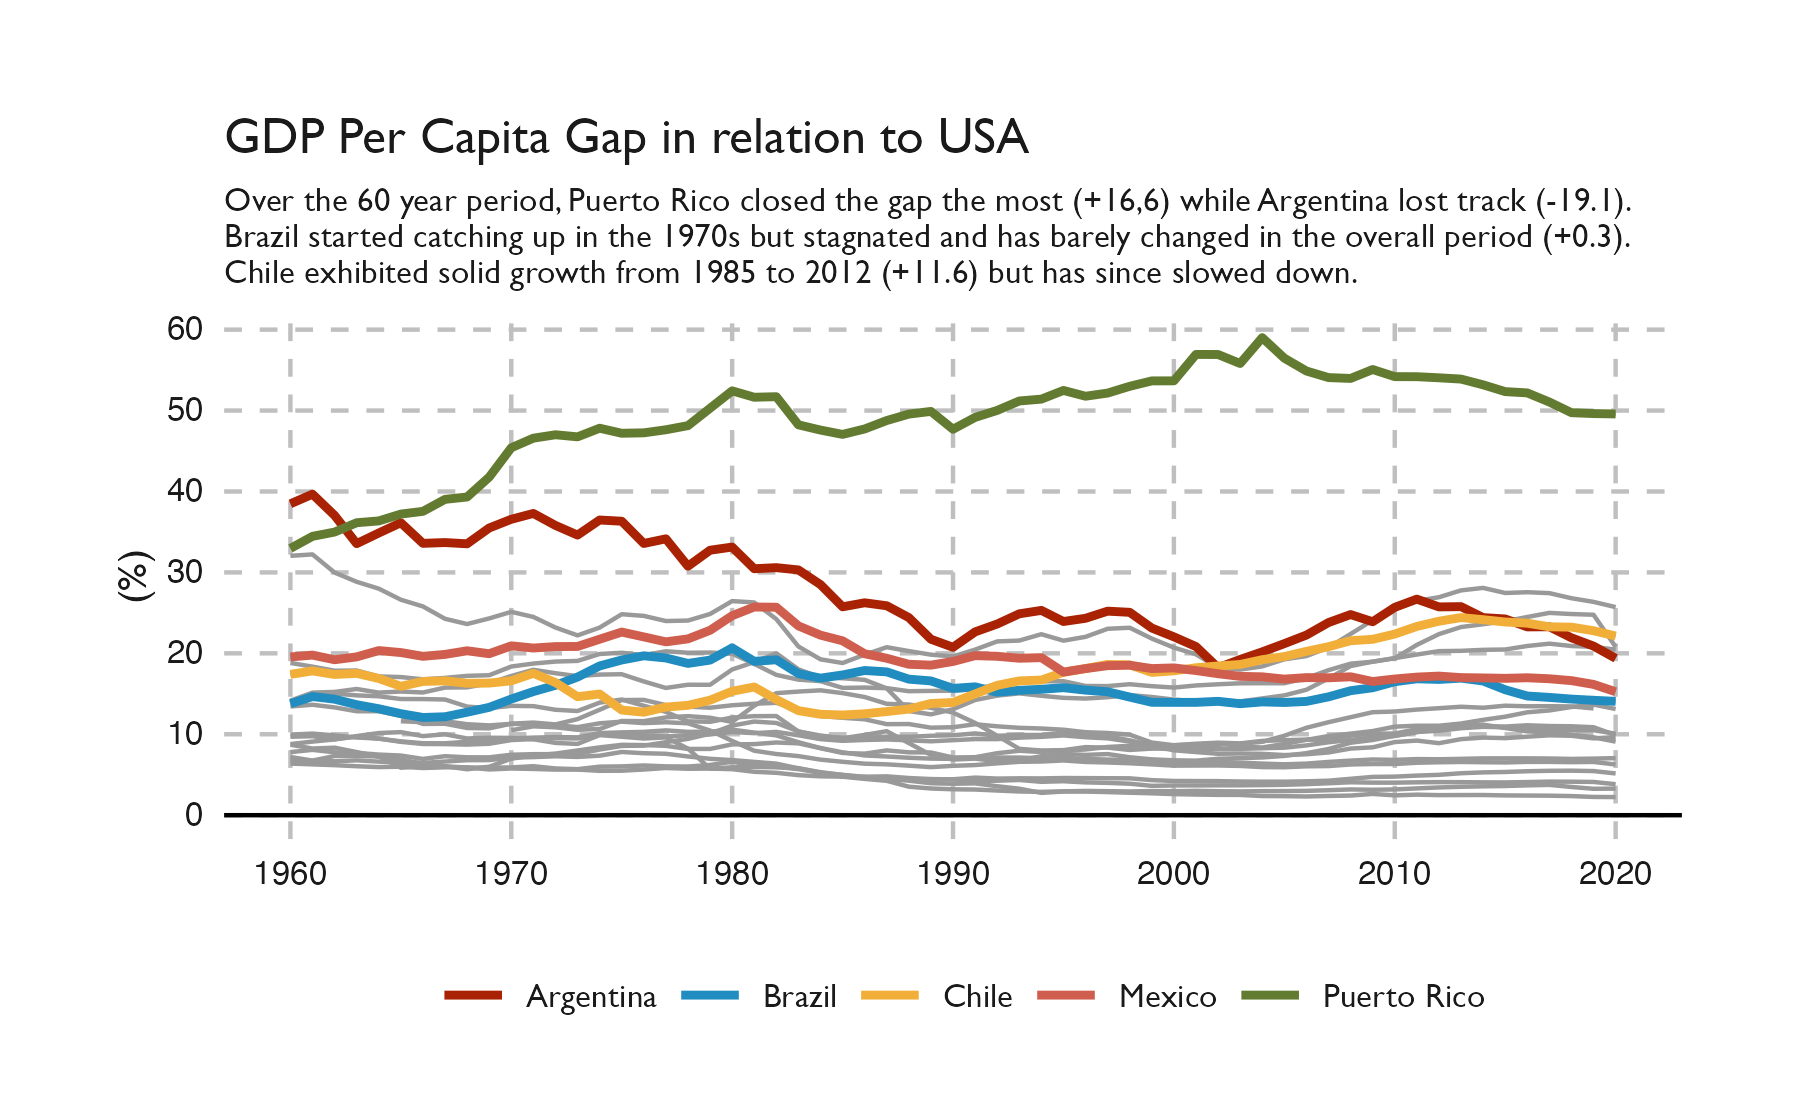 GDP Per Capita Gap in relation to USA
Over the 60 year period, Puerto Rico closed the gap the most (+16,6) while Argentina lost track (-19.1).
Brazil started catching up in the 1970s but stagnated and has barely changed in the overall period (+0.3).
Chile exhibited solid growth from 1985 to 2012 (+11.6) but has since slowed down.
60
50
40
30
20
10
0
(%)
1960 1970 1980 1990 2000 2010 2020
Argentina Brazil Chile Mexico Puerto Rico